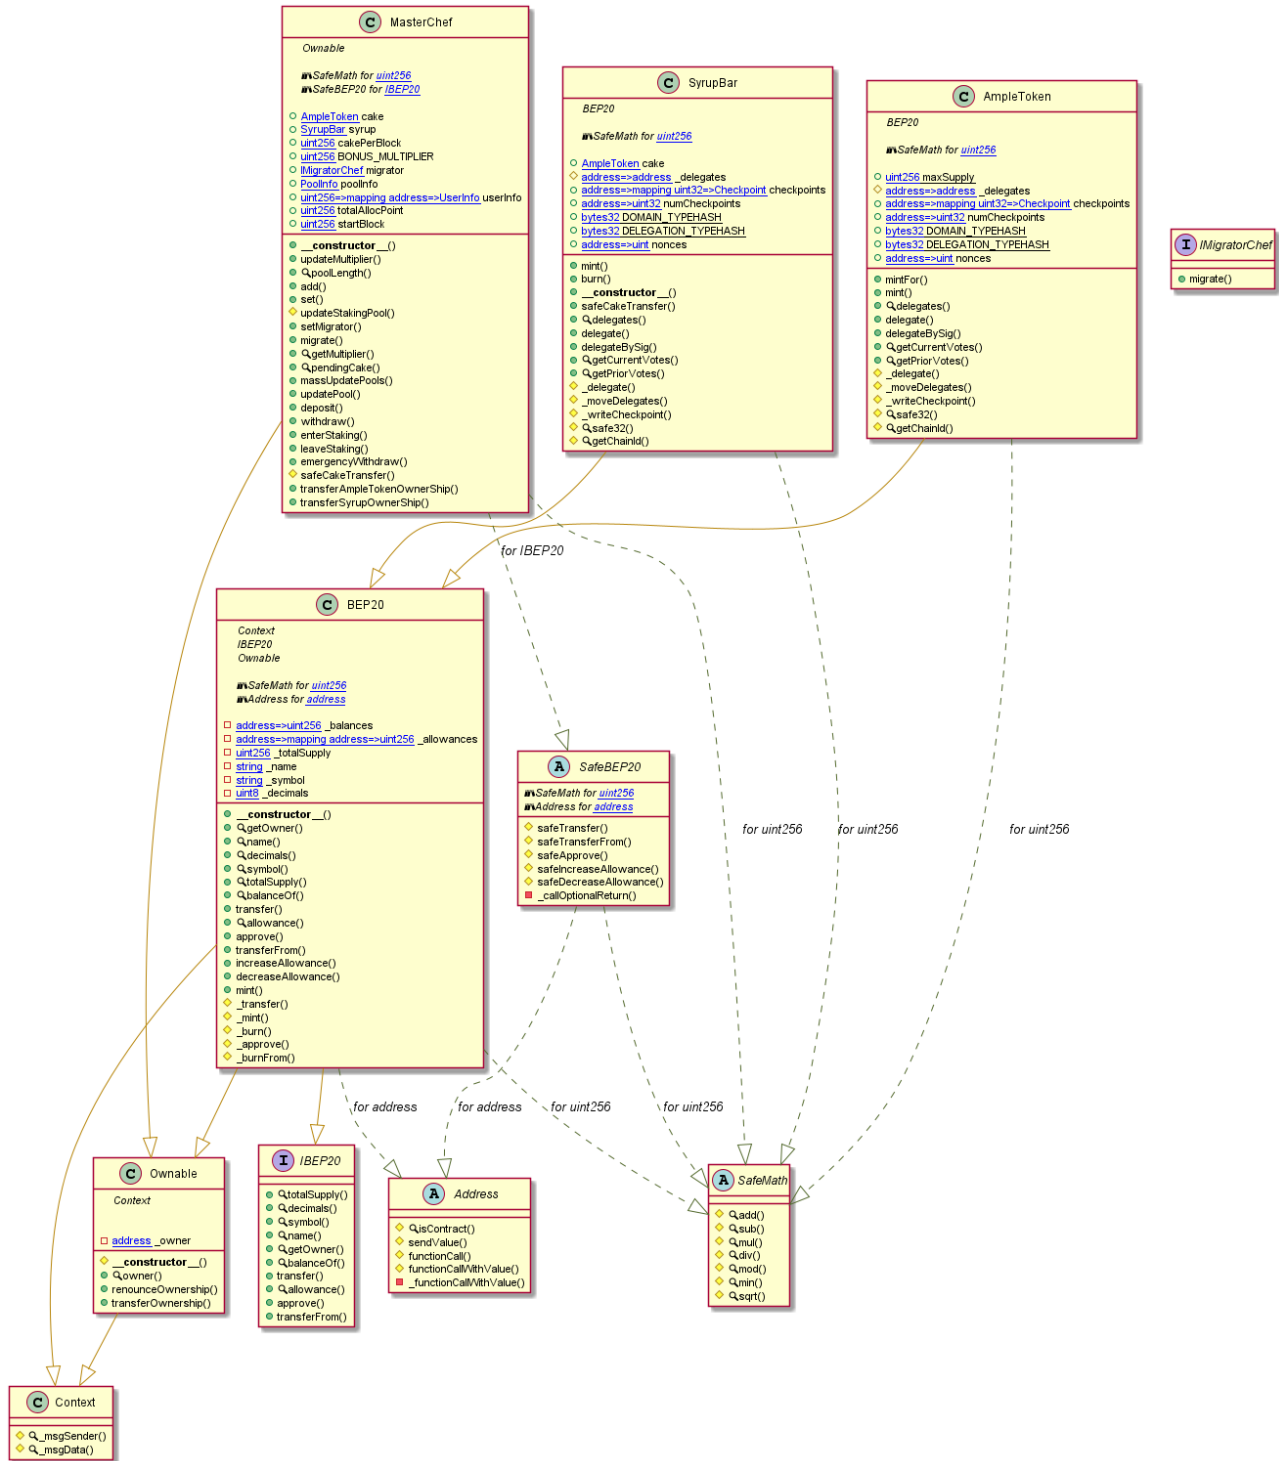 C MasterChef
Ownable
SafeMath for uint256
SafeBEP20 for IBEP20
AmpleToken cake
SyrupBar syrup
uint256 cakePerBlock
uint256 BONUS_MULTIPLIER
IMigratorChef migrator
PoolInfo poolInfo
uint256=>mapping address=>UserInfo userInfo
uint256 totalAllocPoint
uint256 startBlock
__constructor__()
updateMultiplier()
poolLength()
add()
set()
updateStakingPool()
setMigrator()
migrate()
getMultiplier()
pendingCake()
massUpdatePools()
updatePool()
deposit()
withdraw()
enterStaking()
leaveStaking()
emergencyWithdraw()
safeCakeTransfer()
transferAmpleTokenOwnerShip()
transferSyrupOwnerShip()
C SyrupBar
BEP20
SafeMath for uint256
AmpleToken cake
address=>address _delegates
address=>mapping uint32=>Checkpoint checkpoints
address=>uint32 numCheckpoints
bytes32 DOMAIN_TYPEHASH
bytes32 DELEGATION_TYPEHASH
address=>uint nonces
mint()
burn()
__constructor__()
safeCakeTransfer()
delegates()
delegate()
delegateBySig()
getCurrentVotes()
getPriorVotes()
_delegate()
_moveDelegates()
_writeCheckpoint()
safe32()
getChainId()
C AmpleToken
BEP20
SafeMath for uint256
uint256 maxSupply
address=>address _delegates
address=>mapping uint32=>Checkpoint checkpoints
address=>uint32 numCheckpoints
bytes32 DOMAIN_TYPEHASH
bytes32 DELEGATION_TYPEHASH
address=>uint nonces
mintFor()
mint()
delegates()
delegate()
delegateBySig()
getCurrentVotes()
getPriorVotes()
_delegate()
_moveDelegates()
_writeCheckpoint()
safe32()
getChainId()
I IMigratorChef
migrate()
for IBEP20
C BEP20
Context
IBEP20
Ownable
SafeMath for uint256
Address for address
address=>uint256 _balances
address=>mapping address=>uint256 _allowances
uint256 _totalSupply
string _name
string _symbol
uint8 _decimals
__constructor__()
getOwner()
name()
decimals()
symbol()
totalSupply()
balanceOf()
transfer()
allowance()
approve()
transferFrom()
increaseAllowance()
decreaseAllowance()
mint()
_transfer()
_mint()
_burn()
_approve()
_burnFrom()
A SafeBEP20
SafeMath for uint256
Address for address
safeTransfer()
safeTransferFrom()
safeApprove()
safeIncreaseAllowance()
safeDecreaseAllowance()
_callOptionalReturn()
for uint256
for uint256
for uint256
for address
for address
for uint256
for uint256
C Ownable
Context
address _owner
__constructor__()
owner()
renounceOwnership()
transferOwnership()
I IBEP20
totalSupply()
decimals()
symbol()
name()
getOwner()
balanceOf()
transfer()
allowance()
approve()
transferFrom()
A Address
isContract()
sendValue()
functionCall()
functionCallWithValue()
_functionCallWithValue()
A SafeMath
add()
sub()
mul()
div()
mod()
min()
sqrt()
C Context
_msgSender()
_msgData()